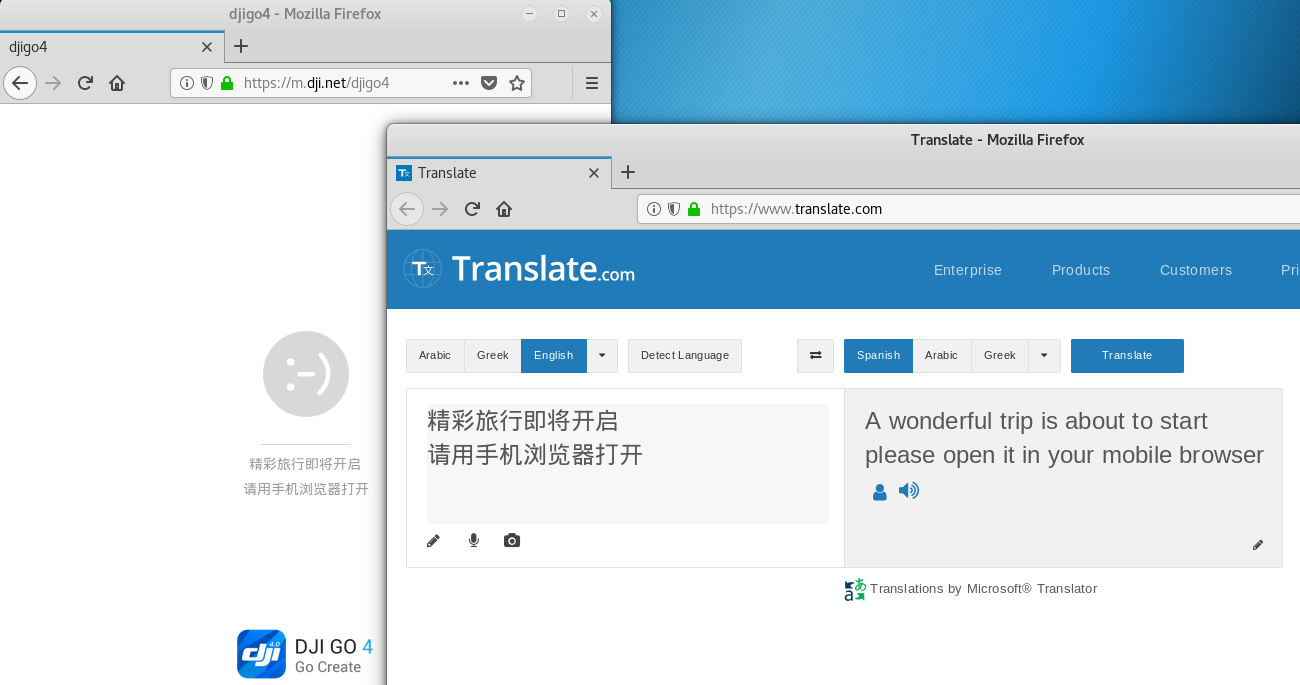 djigo4 - Mozilla Firefox
djigo4
https://m.dji.net/djigo4
精彩旅行即将开启
请用手机浏览器打开
dji 4.0
DJI GO 4
Go Create
Translate - Mozilla Firefox
Translate
https://www.translate.com
Translate.com
Enterprise Products Customers Pri
Arabic Greek English Detect Language Spanish Arabic Greek Translate
精彩旅行即将开启
请用手机浏览器打开
A wonderful trip is about to start
please open it in your mobile browser
Translations by Microsoft® Translator